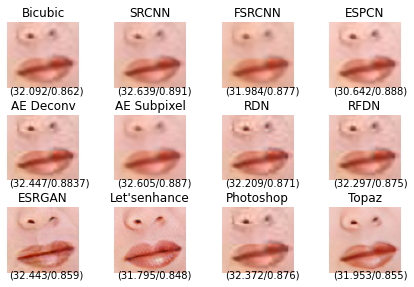 Bicubic SRCNN FSRCNN ESPCN
(32.092/0.862) (32.639/0.891) (31.984/0.877) (30.642/0.888)
AE Deconv AE Subpixel RDN RFDN
(32.447/0.8837) (32.605/0.887) (32.209/0.871) (32.297/0.875)
ESRGAN Let'senhance Photoshop Topaz
(32.443/0.859) (31.795/0.848) (32.372/0.876) (31.953/0.855)